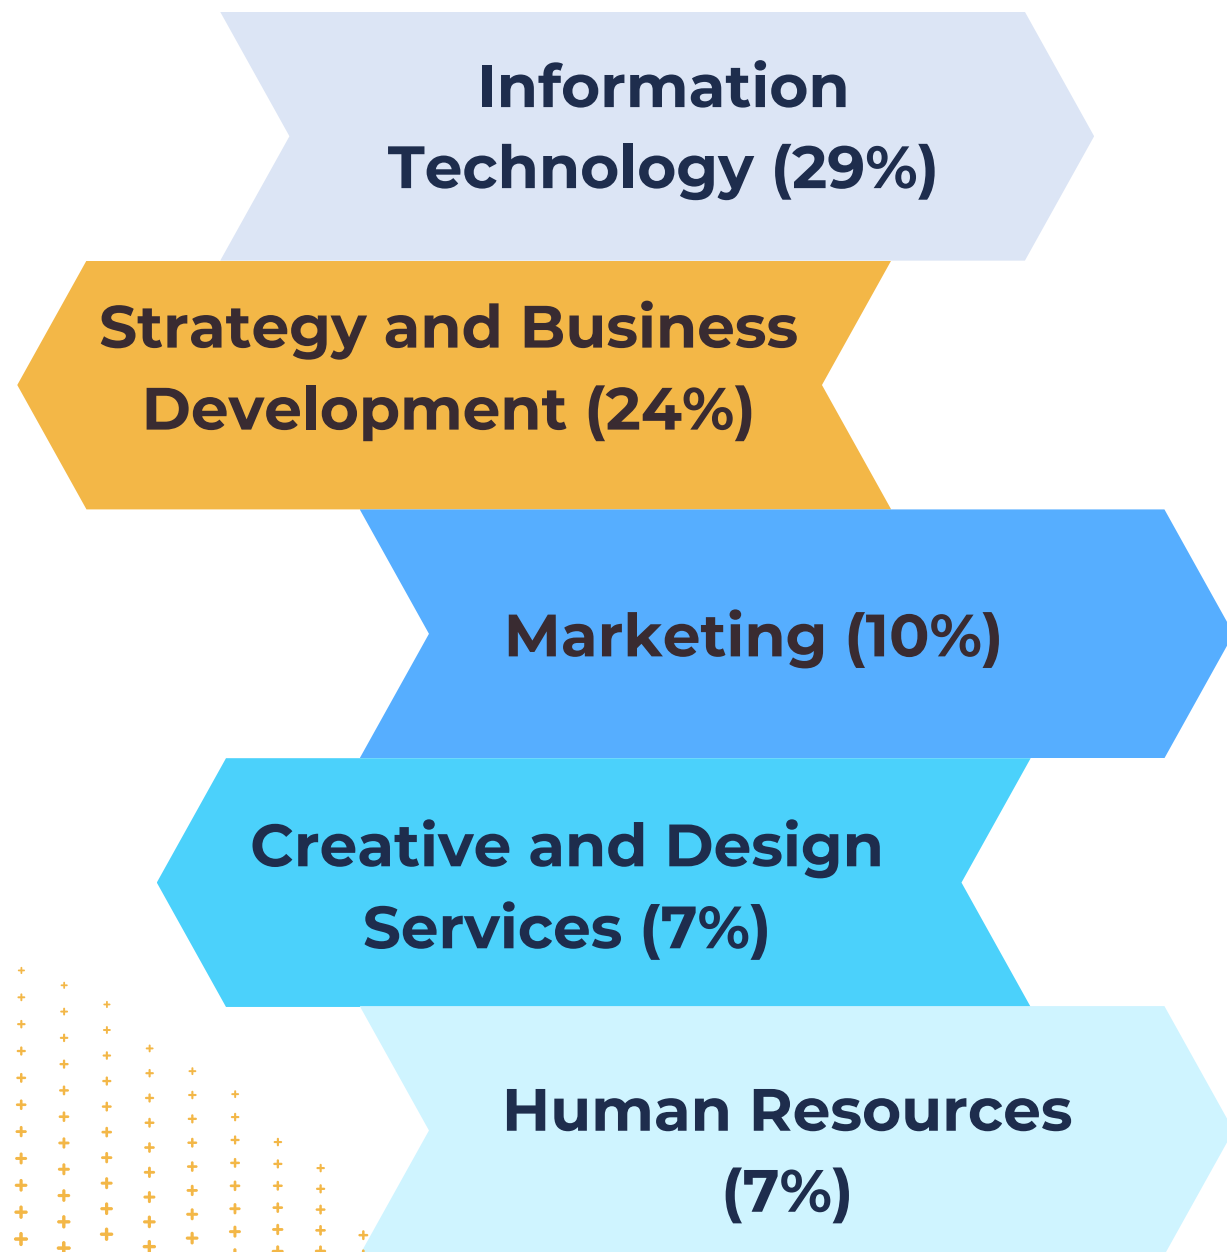 Information
Technology (29%)
Strategy and Business
Development (24%)
Marketing (10%)
Creative and Design
Services (7%)
Human Resources
(7%)